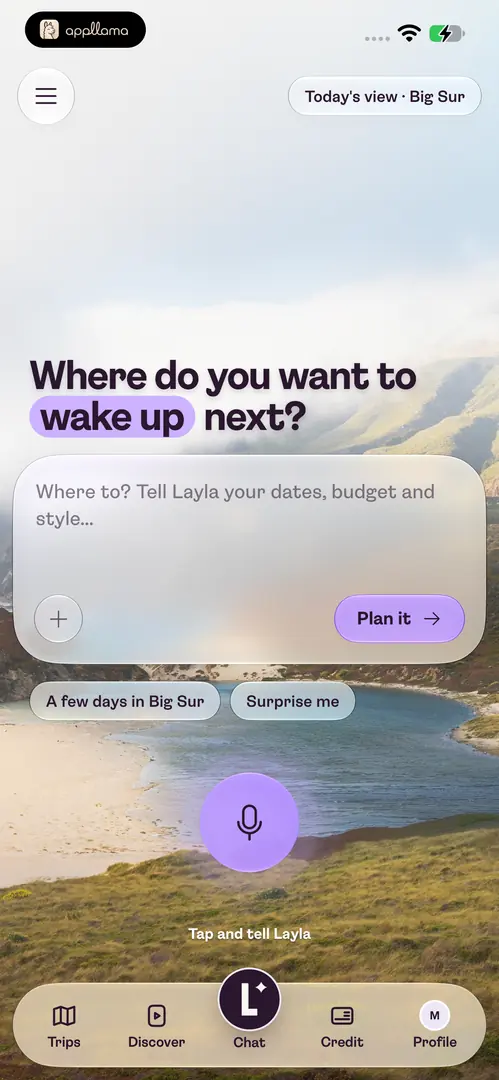 appllama
Today's view · Big Sur
Where do you want to
wake up next?
Where to? Tell Layla your dates, budget and
style...
Plan it
A few days in Big Sur
Surprise me
Tap and tell Layla
L
Trips
Discover
Chat
Credit
M
Profile